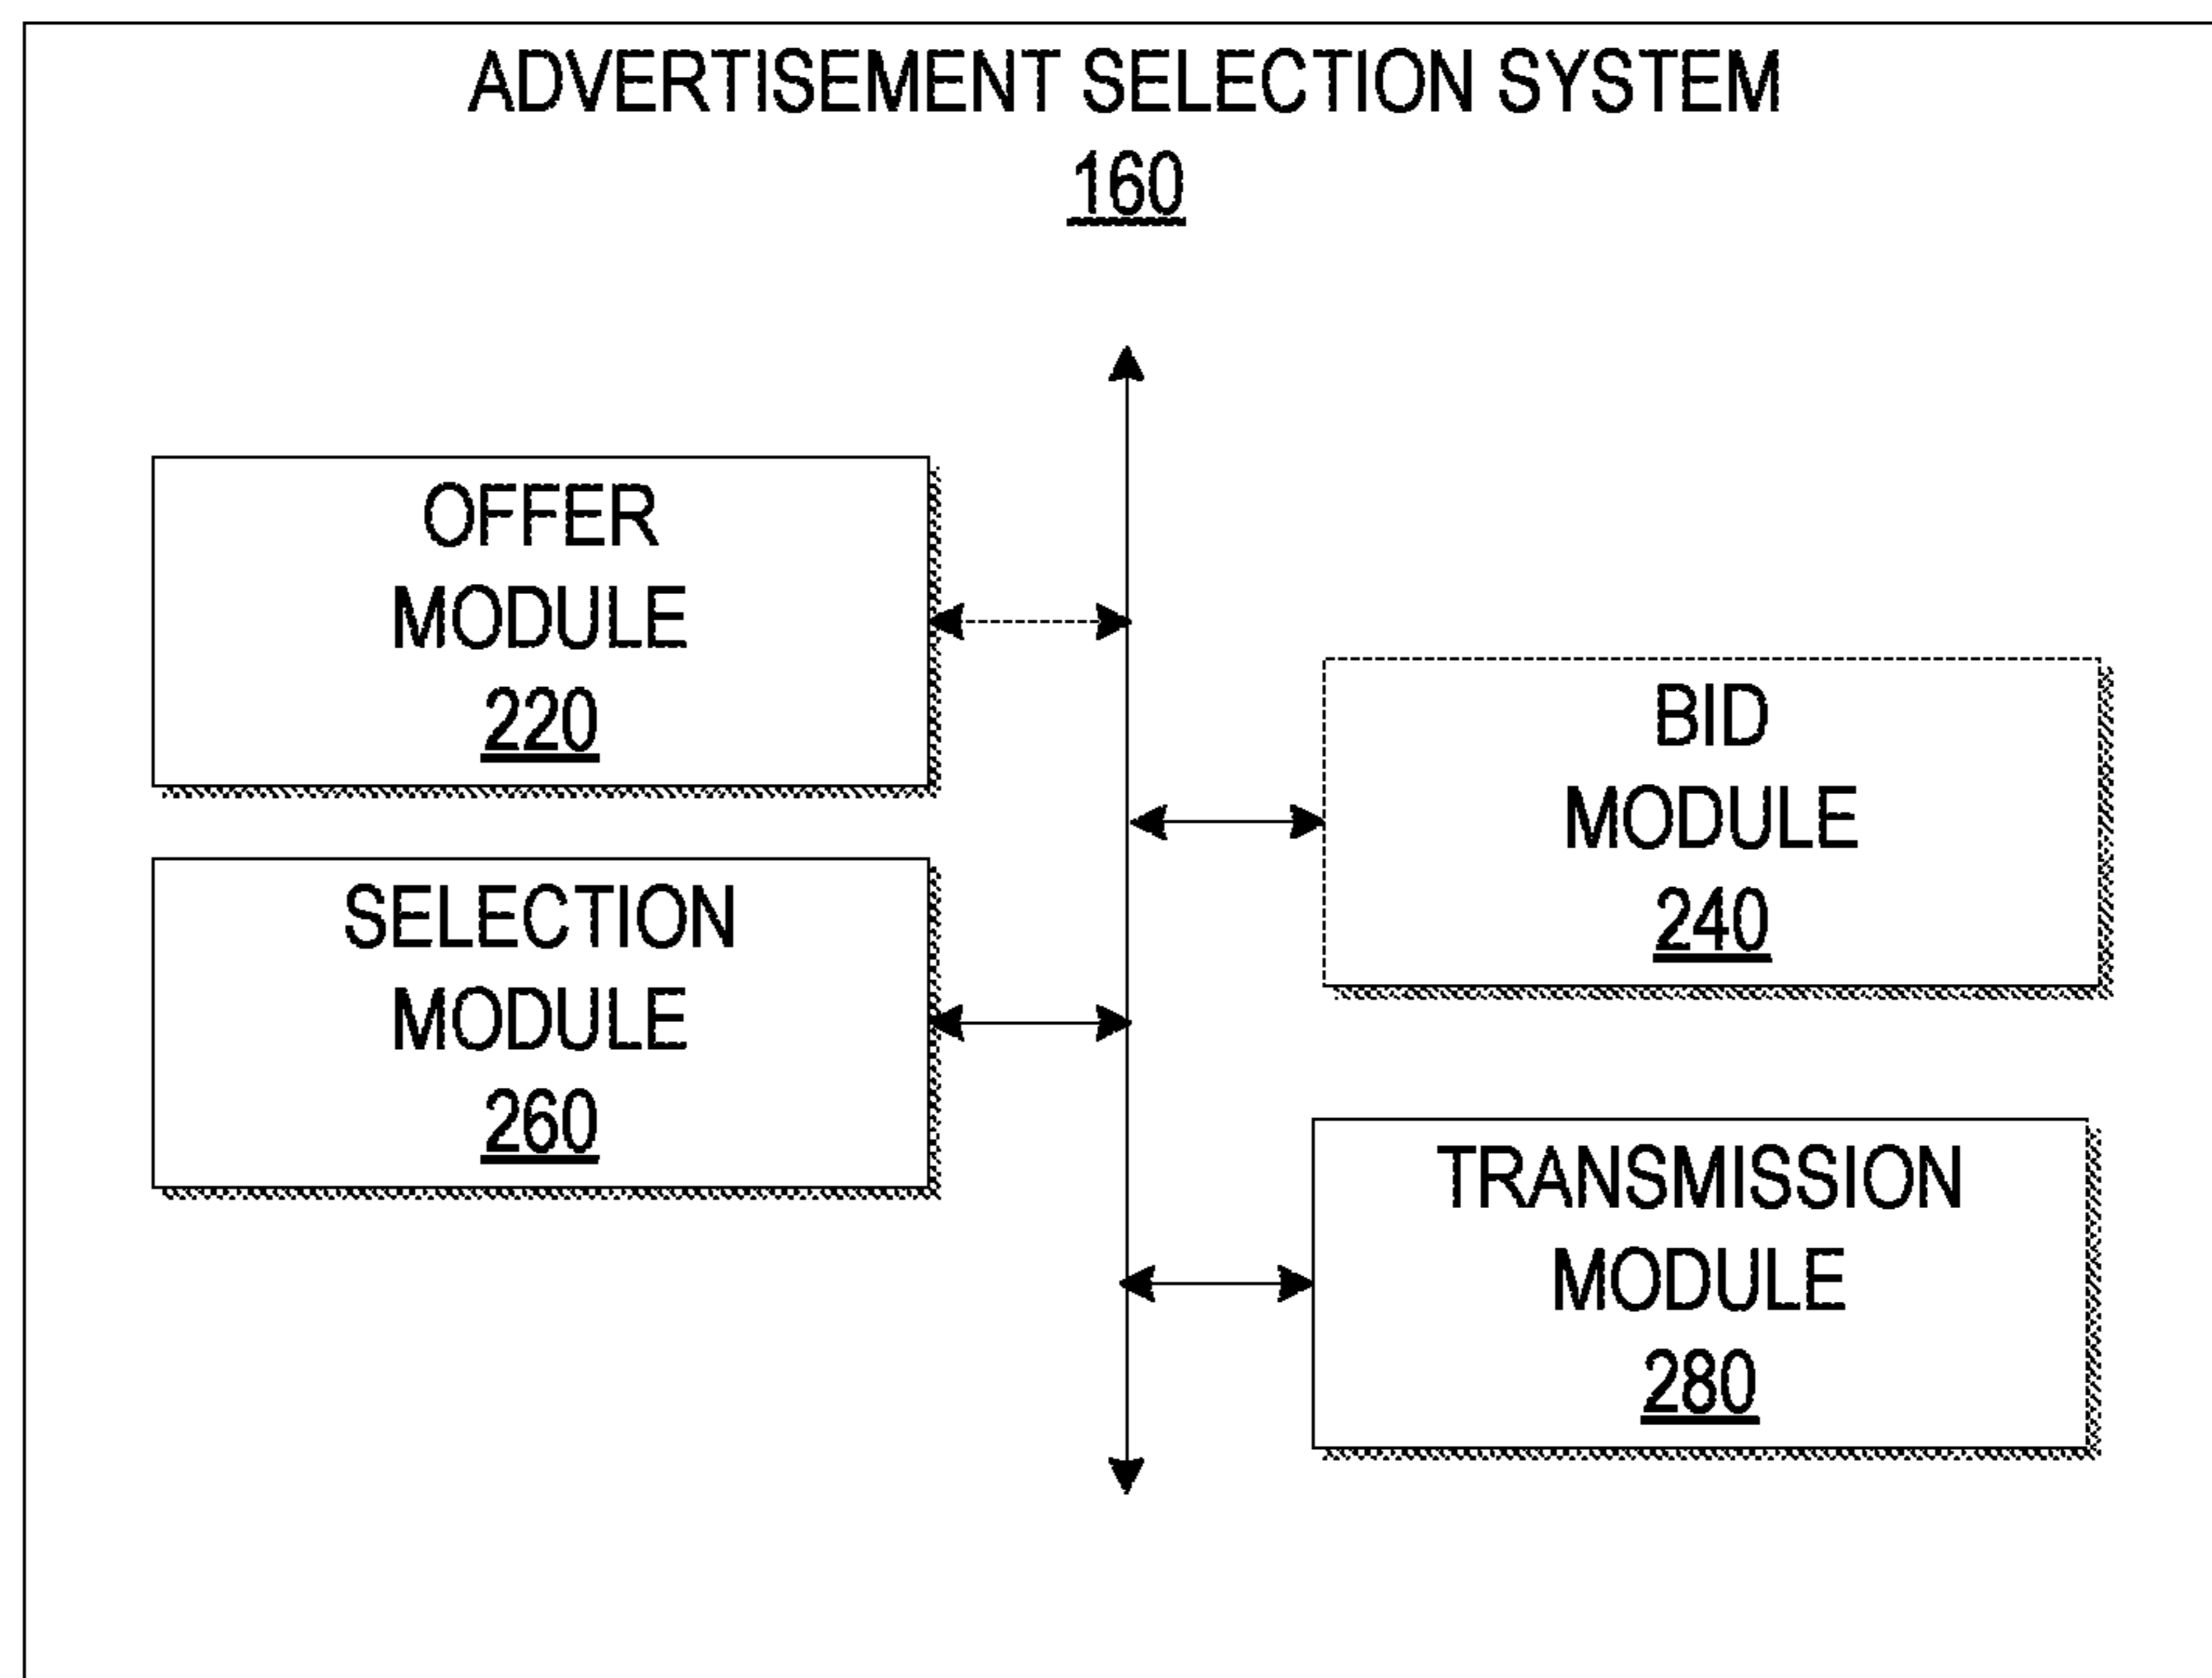 ADVERTISEMENT SELECTION SYSTEM
160
OFFER
MODULE
220
BID
MODULE
240
SELECTION
MODULE
260
TRANSMISSION
MODULE
280